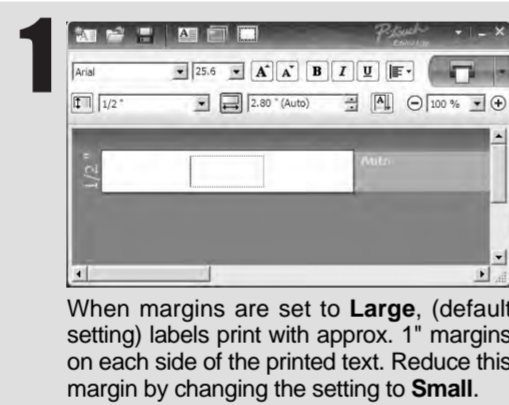 1
P-touch
Arial 25.6 A A B I U
1/2 " 2.80 " (Auto) A 100 %
1/2 " Auto
When margins are set to Large, (default
setting) labels print with approx. 1" margins
on each side of the printed text. Reduce this
margin by changing the setting to Small.